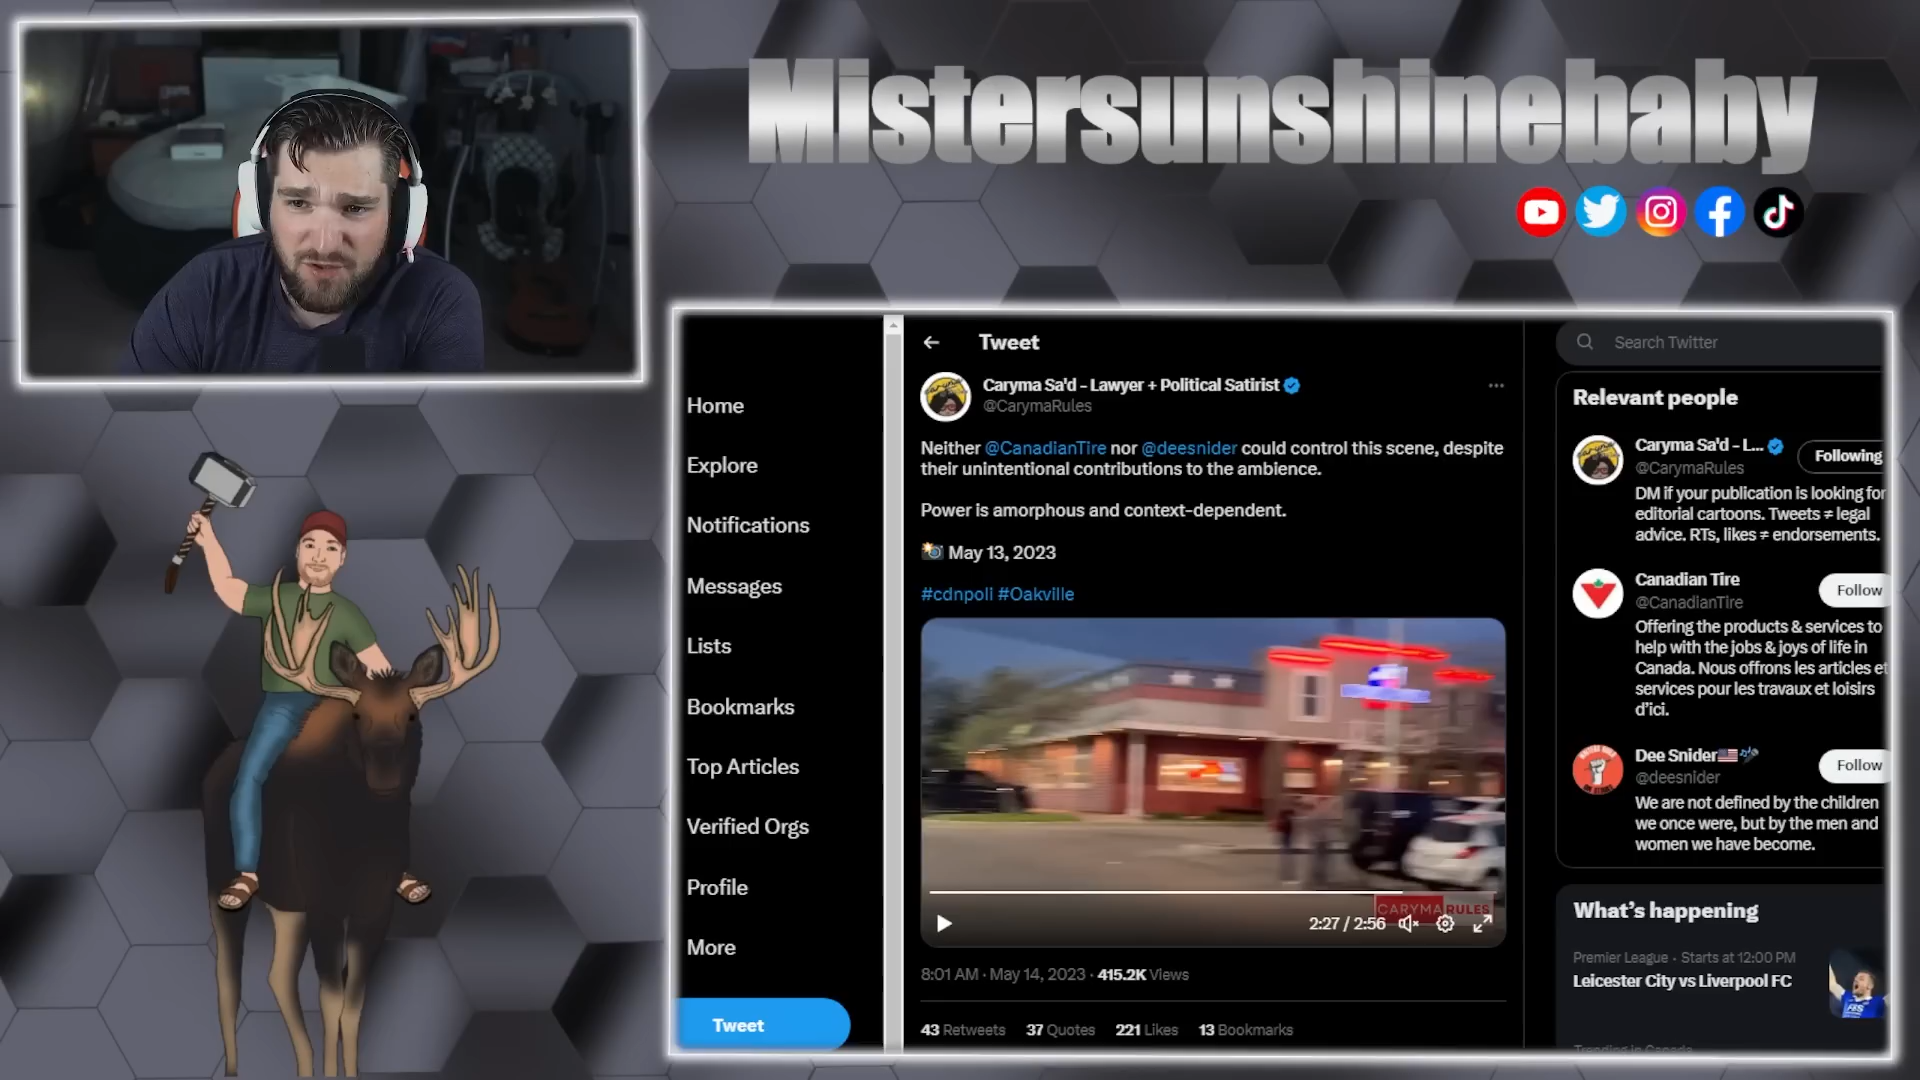 Mistersunshinebaby
Home
Explore
Notifications
Messages
Lists
Bookmarks
Top Articles
Verified Orgs
Profile
More
Tweet
Tweet
Caryma Sa'd - Lawyer + Political Satirist
@CarymaRules
Neither @CanadianTire nor @deesnider could control this scene, despite
their unintentional contributions to the ambience.
Power is amorphous and context-dependent.
May 13, 2023
#cdnpoli #Oakville
CARYMARULES
2:27 / 2:56
8:01 AM · May 14, 2023 · 415.2K Views
43 Retweets 37 Quotes 221 Likes 13 Bookmarks
Search Twitter
Relevant people
Caryma Sa'd - L...
@CarymaRules
Following
DM if your publication is looking for
editorial cartoons. Tweets ≠ legal
advice. RTs, likes ≠ endorsements.
Canadian Tire
@CanadianTire
Follow
Offering the products & services to
help with the jobs & joys of life in
Canada. Nous offrons les articles et
services pour les travaux et loisirs
d'ici.
Dee Snider
@deesnider
Follow
We are not defined by the children
we once were, but by the men and
women we have become.
What's happening
Premier League · Starts at 12:00 PM
Leicester City vs Liverpool FC
Trending in Canada